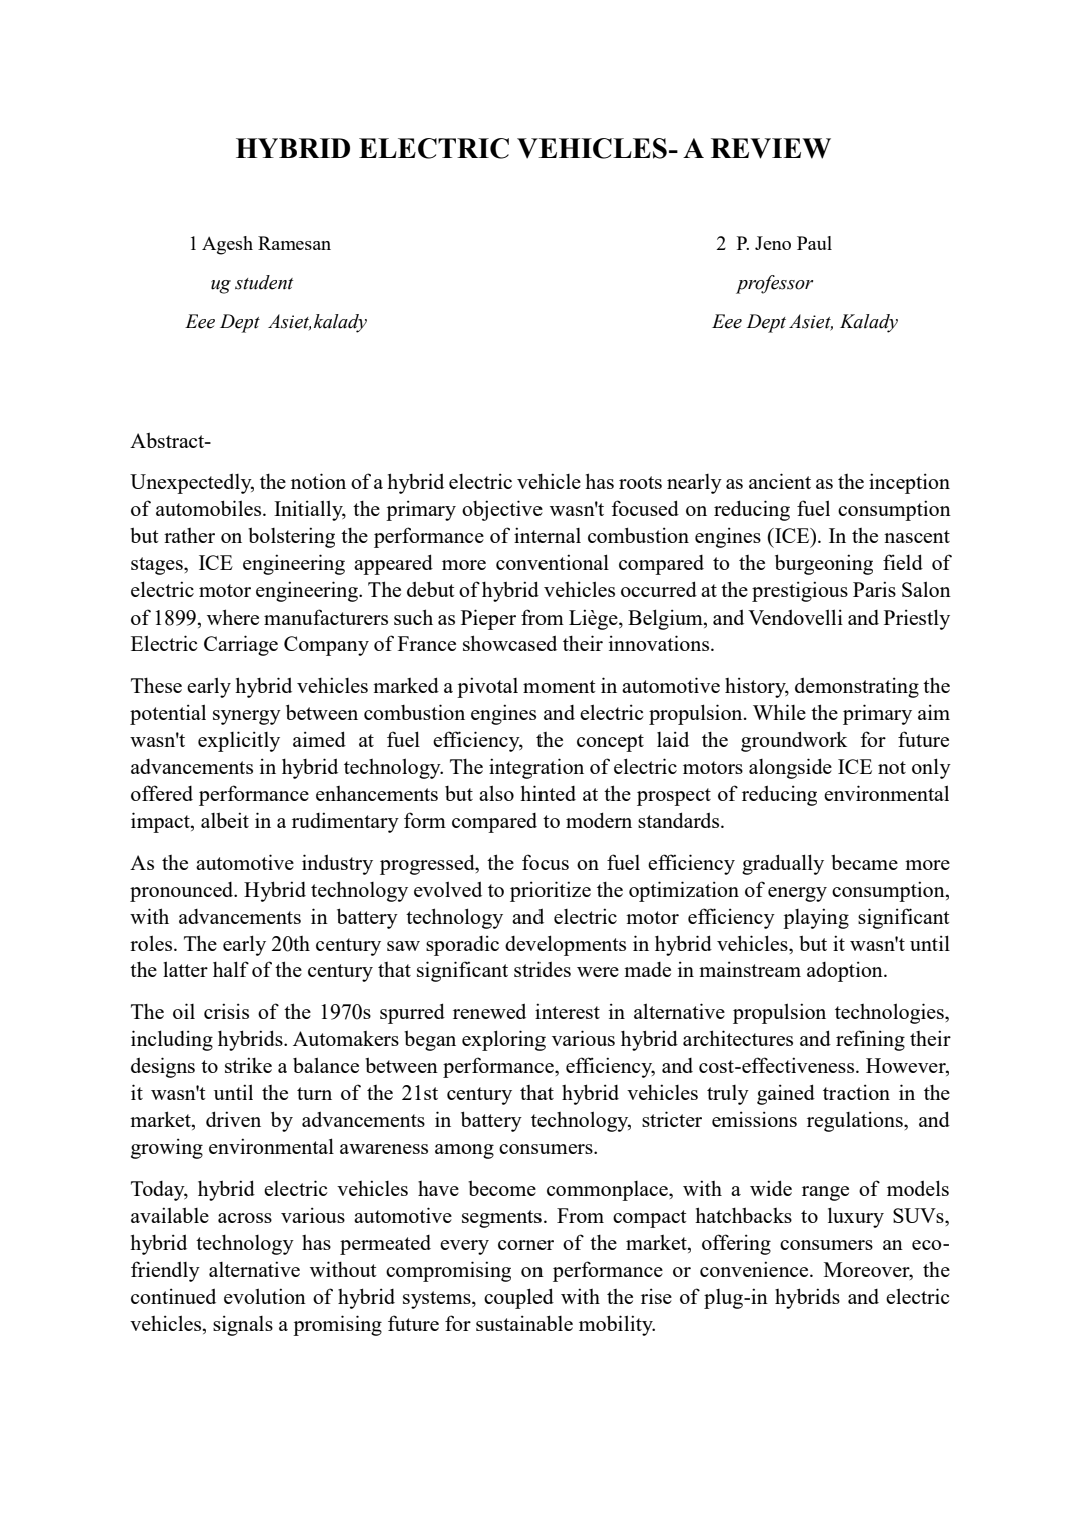 HYBRID ELECTRIC VEHICLES- A REVIEW
1 Agesh Ramesan 2 P. Jeno Paul
ug student professor
Eee Dept Asiet,kalady Eee Dept Asiet, Kalady
Abstract-
Unexpectedly, the notion of a hybrid electric vehicle has roots nearly as ancient as the inception
of automobiles. Initially, the primary objective wasn't focused on reducing fuel consumption
but rather on bolstering the performance of internal combustion engines (ICE). In the nascent
stages, ICE engineering appeared more conventional compared to the burgeoning field of
electric motor engineering. The debut of hybrid vehicles occurred at the prestigious Paris Salon
of 1899, where manufacturers such as Pieper from Liège, Belgium, and Vendovelli and Priestly
Electric Carriage Company of France showcased their innovations.
These early hybrid vehicles marked a pivotal moment in automotive history, demonstrating the
potential synergy between combustion engines and electric propulsion. While the primary aim
wasn't explicitly aimed at fuel efficiency, the concept laid the groundwork for future
advancements in hybrid technology. The integration of electric motors alongside ICE not only
offered performance enhancements but also hinted at the prospect of reducing environmental
impact, albeit in a rudimentary form compared to modern standards.
As the automotive industry progressed, the focus on fuel efficiency gradually became more
pronounced. Hybrid technology evolved to prioritize the optimization of energy consumption,
with advancements in battery technology and electric motor efficiency playing significant
roles. The early 20th century saw sporadic developments in hybrid vehicles, but it wasn't until
the latter half of the century that significant strides were made in mainstream adoption.
The oil crisis of the 1970s spurred renewed interest in alternative propulsion technologies,
including hybrids. Automakers began exploring various hybrid architectures and refining their
designs to strike a balance between performance, efficiency, and cost-effectiveness. However,
it wasn't until the turn of the 21st century that hybrid vehicles truly gained traction in the
market, driven by advancements in battery technology, stricter emissions regulations, and
growing environmental awareness among consumers.
Today, hybrid electric vehicles have become commonplace, with a wide range of models
available across various automotive segments. From compact hatchbacks to luxury SUVs,
hybrid technology has permeated every corner of the market, offering consumers an eco-
friendly alternative without compromising on performance or convenience. Moreover, the
continued evolution of hybrid systems, coupled with the rise of plug-in hybrids and electric
vehicles, signals a promising future for sustainable mobility.